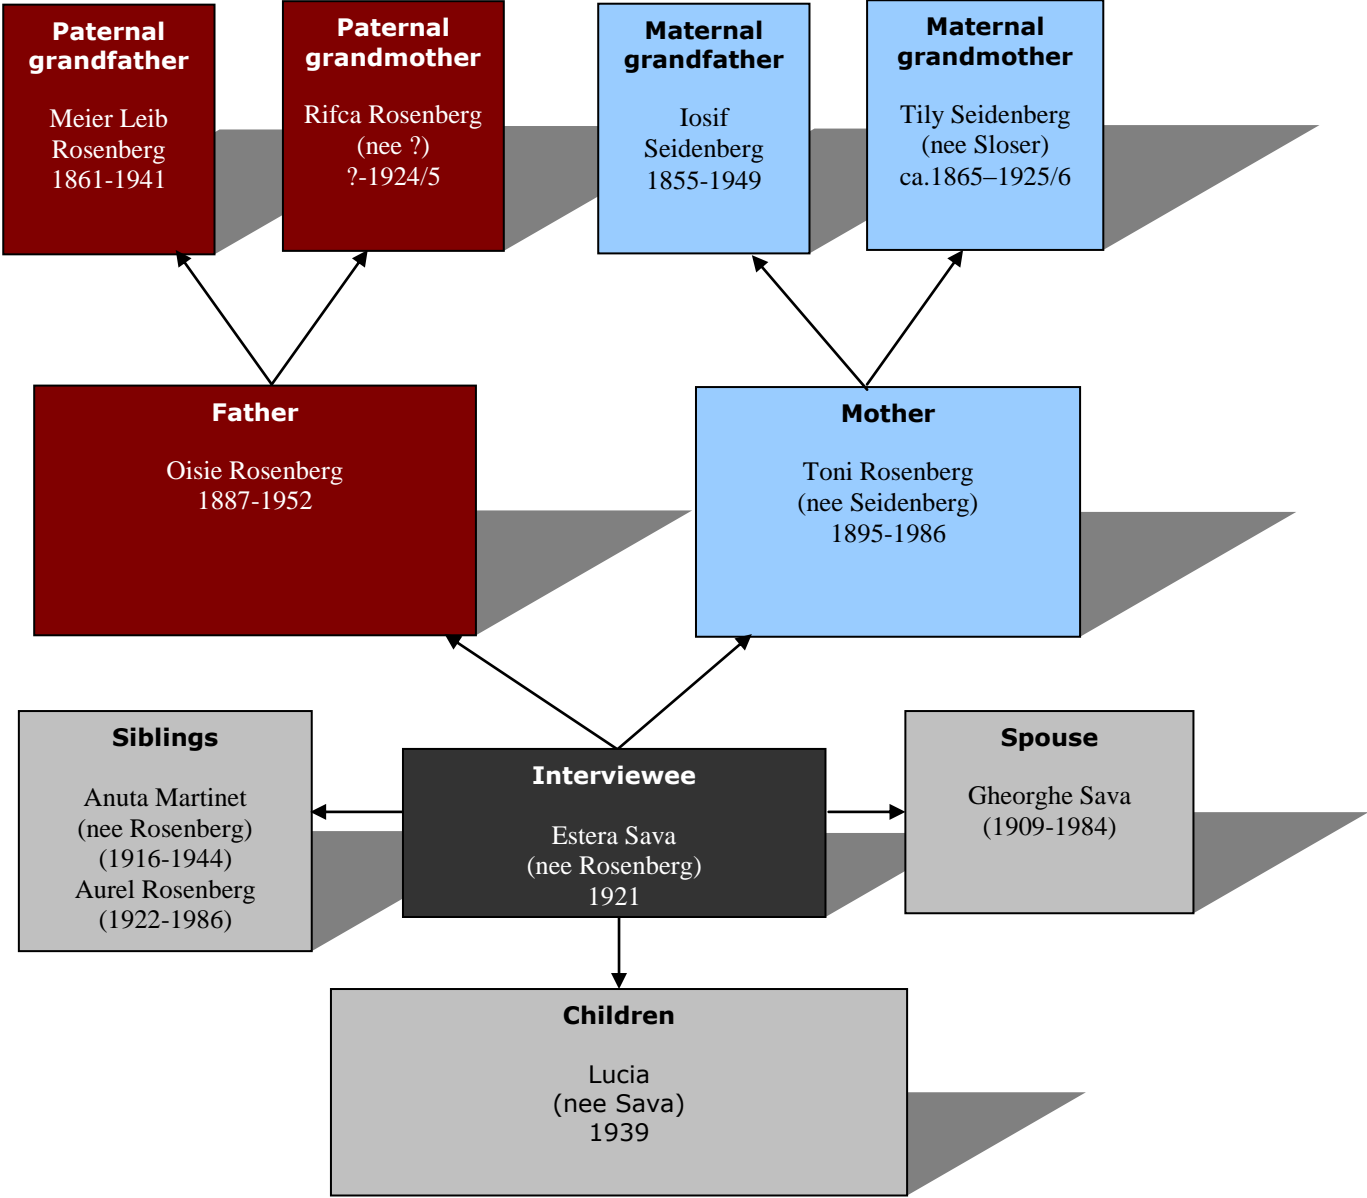 Paternal
grandfather
Meier Leib
Rosenberg
1861-1941
Paternal
grandmother
Rifca Rosenberg
(nee ?)
?-1924/5
Maternal
grandfather
Iosif
Seidenberg
1855-1949
Maternal
grandmother
Tily Seidenberg
(nee Sloser)
ca.1865–1925/6
Father
Oisie Rosenberg
1887-1952
Mother
Toni Rosenberg
(nee Seidenberg)
1895-1986
Siblings
Anuta Martinet
(nee Rosenberg)
(1916-1944)
Aurel Rosenberg
(1922-1986)
Interviewee
Estera Sava
(nee Rosenberg)
1921
Spouse
Gheorghe Sava
(1909-1984)
Children
Lucia
(nee Sava)
1939